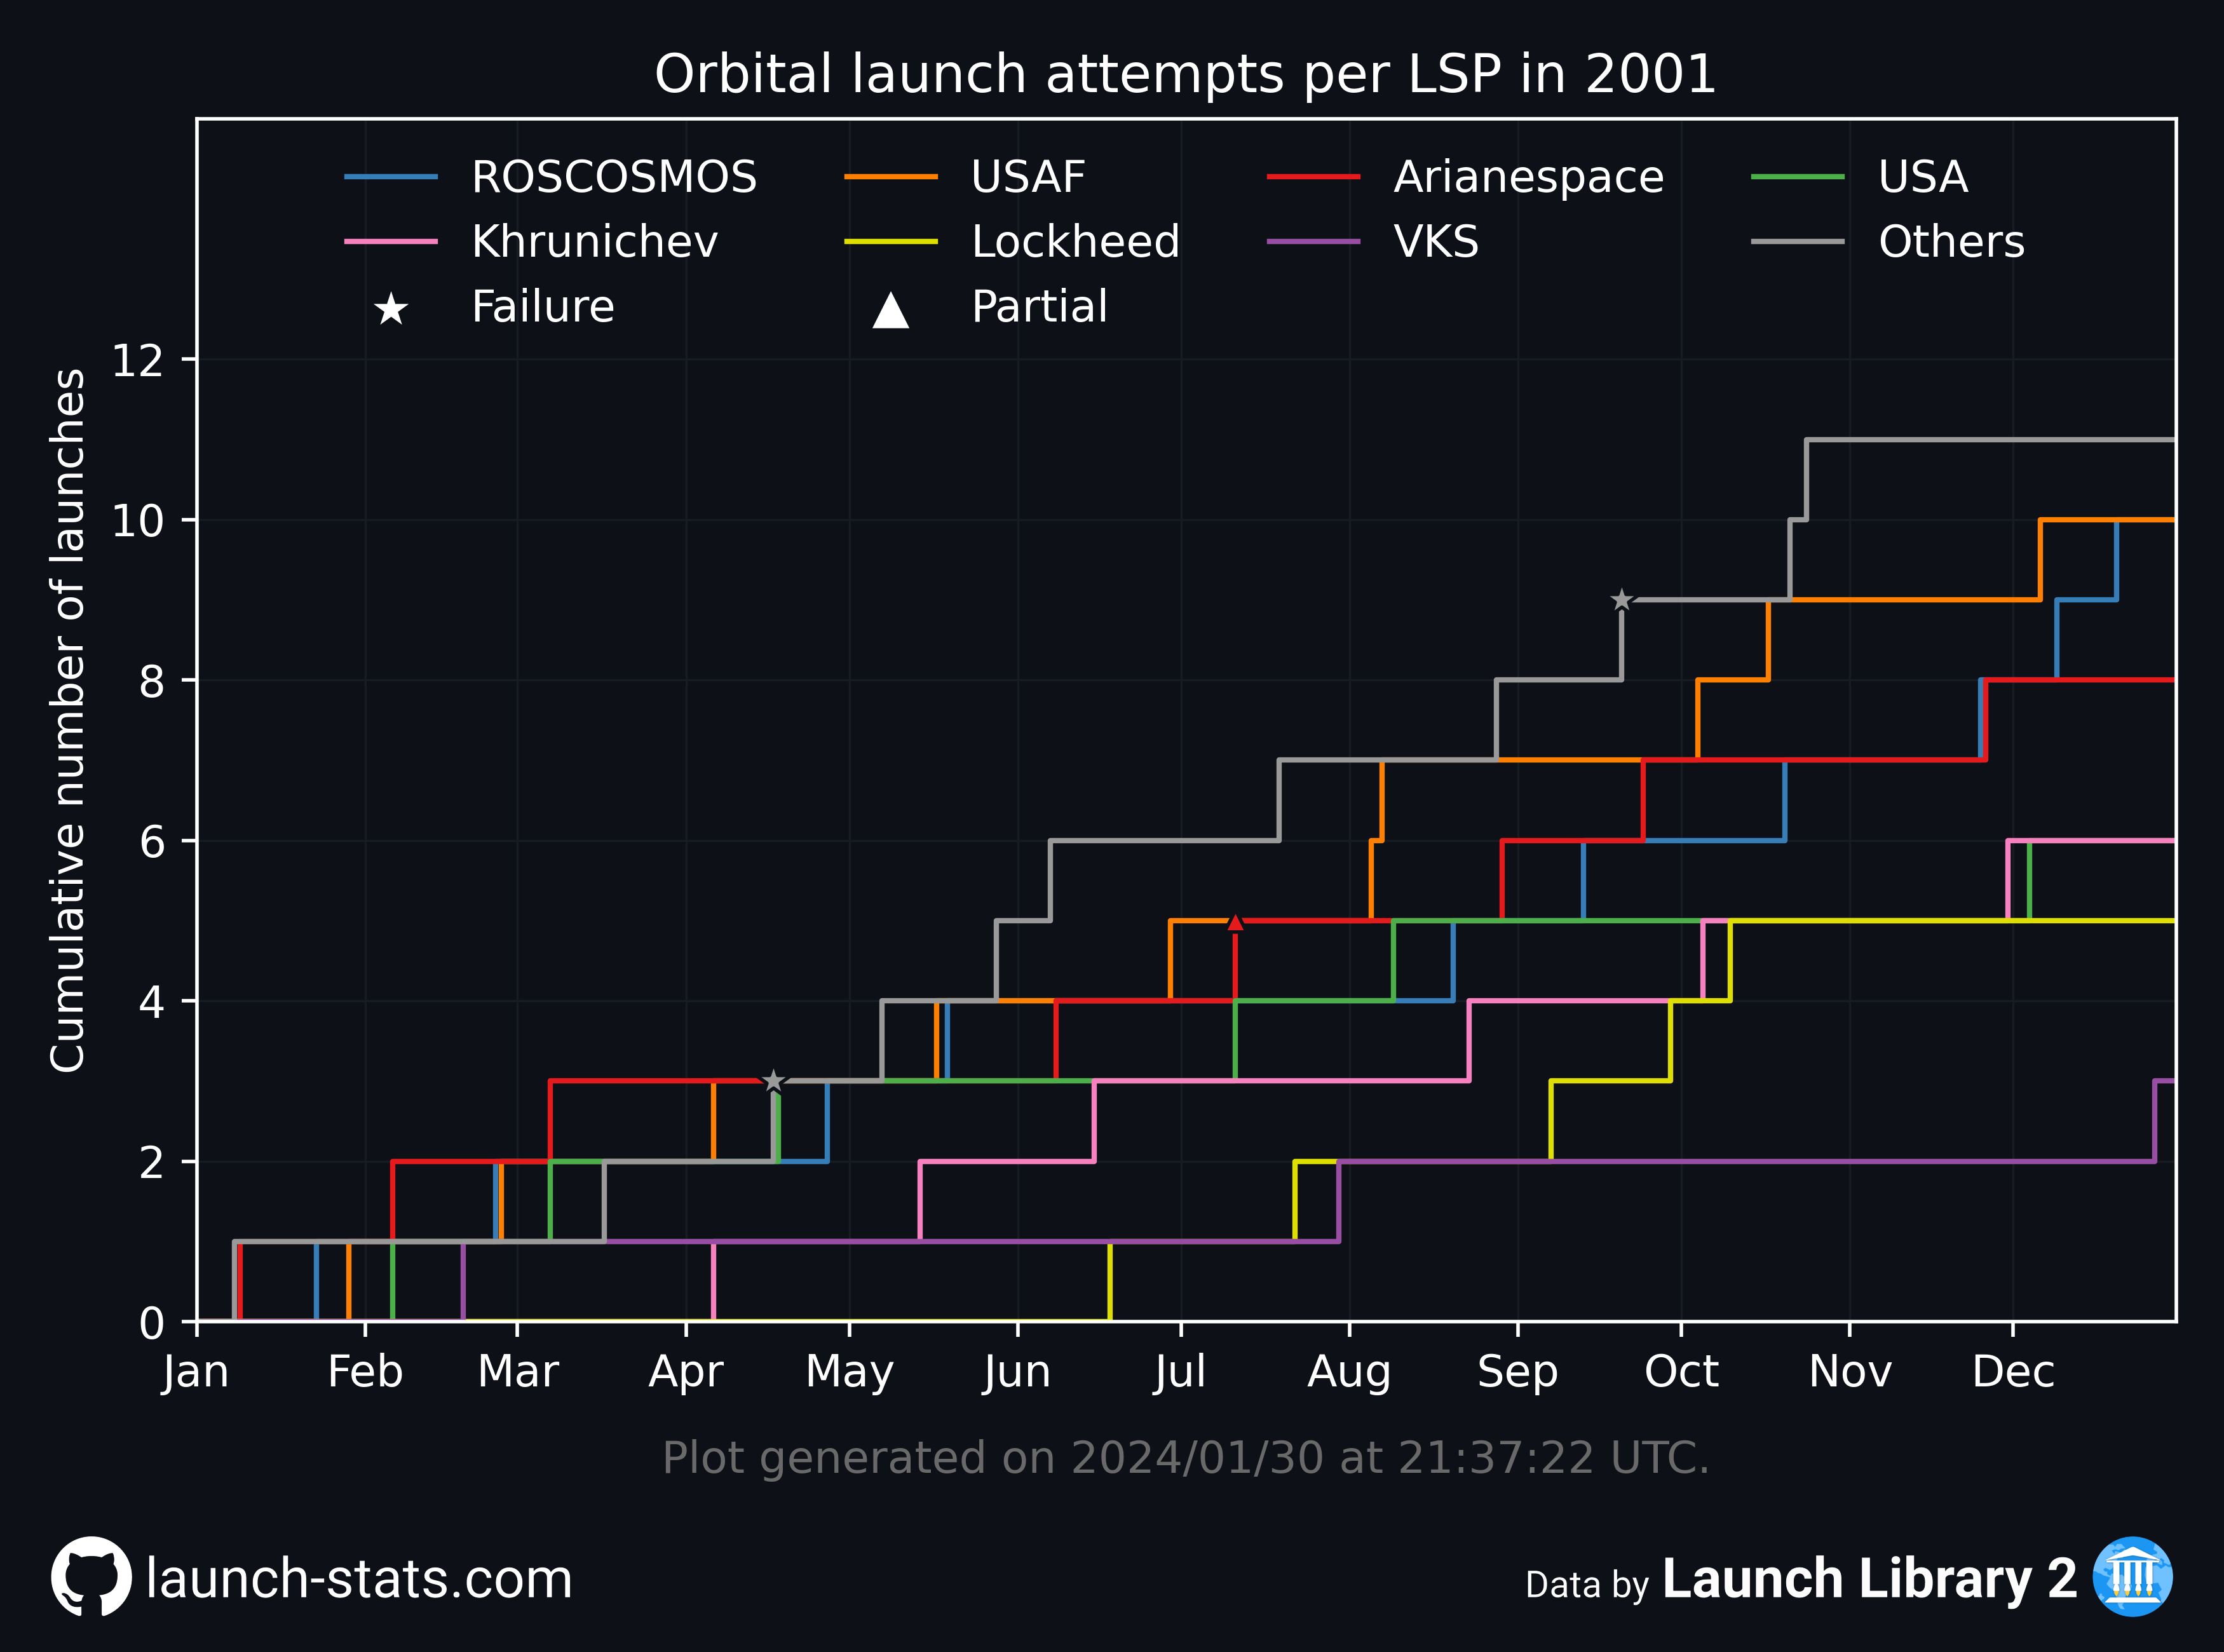 Orbital launch attempts per LSP in 2001
ROSCOSMOS USAF Arianespace USA
Khrunichev Lockheed VKS Others
Failure Partial
Cumulative number of launches
12
10
8
6
4
2
0
Jan Feb Mar Apr May Jun Jul Aug Sep Oct Nov Dec
Plot generated on 2024/01/30 at 21:37:22 UTC.
launch-stats.com
Data by Launch Library 2